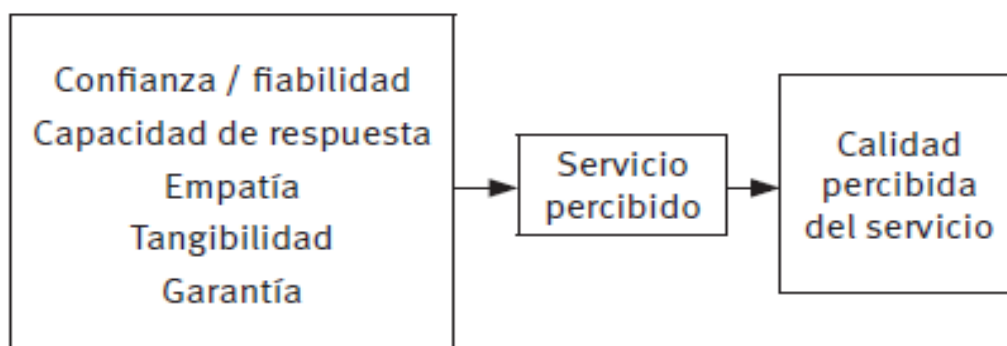 Confianza / fiabilidad
Capacidad de respuesta
Empatía
Tangibilidad
Garantía
Servicio
percibido
Calidad
percibida
del servicio